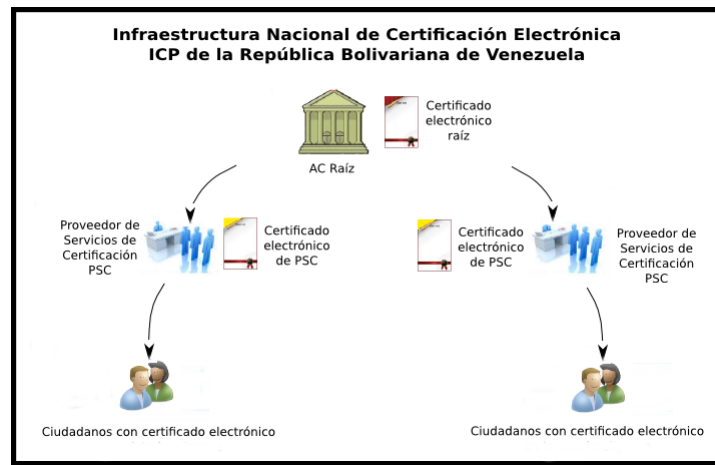 Infraestructura Nacional de Certificación Electrónica
ICP de la República Bolivariana de Venezuela
Certificado
electrónico
raíz
AC Raíz
Proveedor de
Servicios de
Certificación
PSC
Certificado
electrónico
de PSC
Certificado
electrónico
de PSC
Proveedor de
Servicios de
Certificación
PSC
Ciudadanos con certificado electrónico
Ciudadanos con certificado electrónico